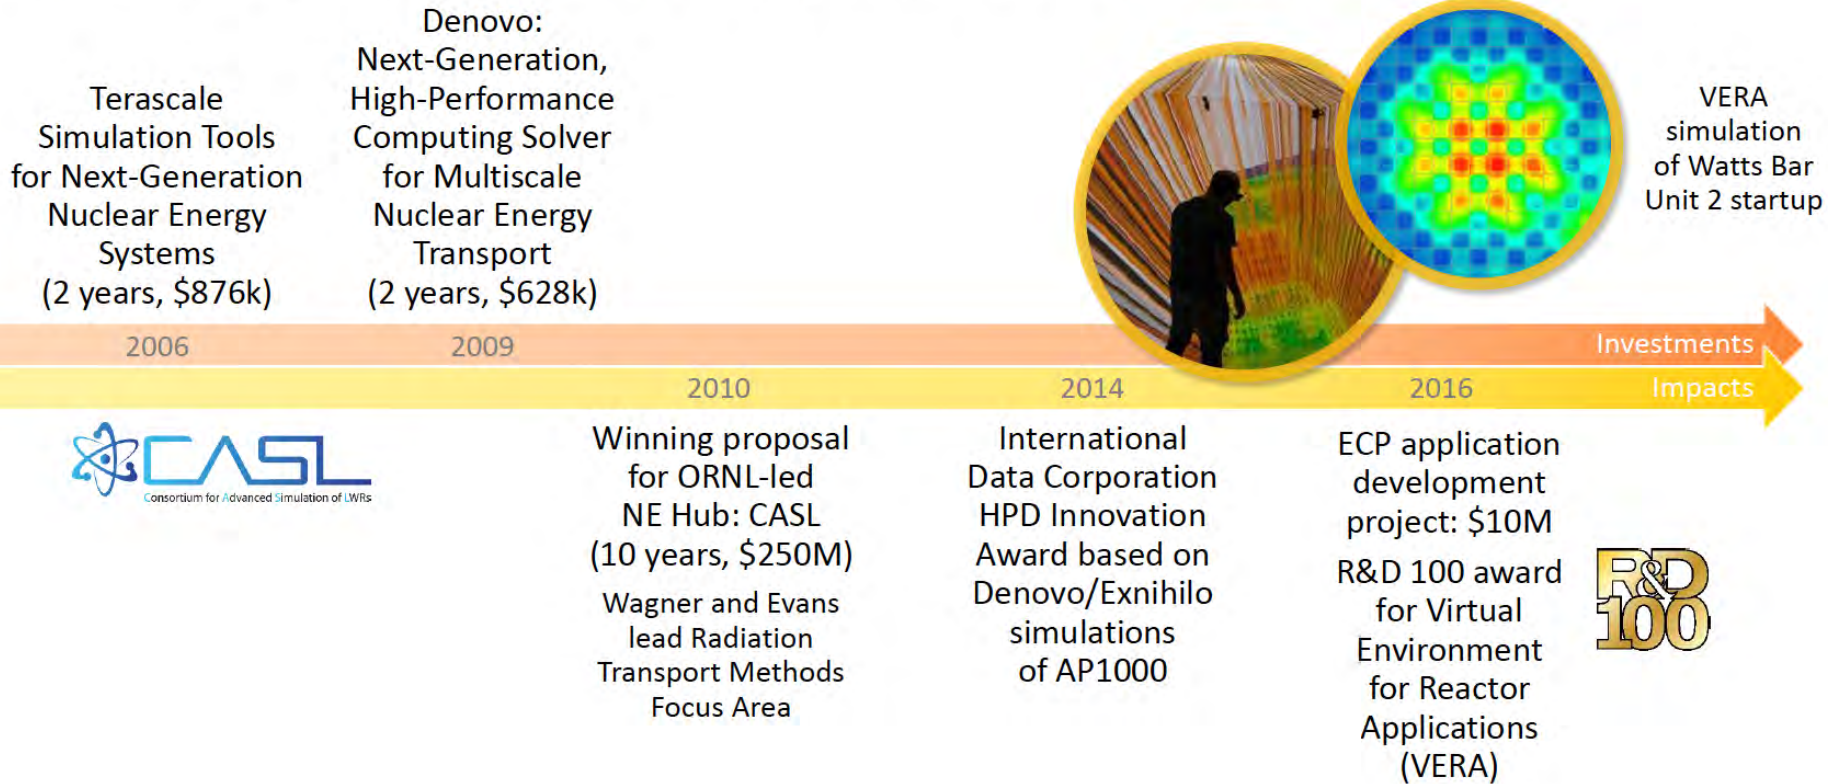 Terascale
Simulation Tools
for Next-Generation
Nuclear Energy
Systems
(2 years, $876k)
Denovo:
Next-Generation,
High-Performance
Computing Solver
for Multiscale
Nuclear Energy
Transport
(2 years, $628k)
VERA
simulation
of Watts Bar
Unit 2 startup
2006
2009
Investments
2010
2014
2016
Impacts
CASL
Consortium for Advanced Simulation of LWRs
Winning proposal
for ORNL-led
NE Hub: CASL
(10 years, $250M)
Wagner and Evans
lead Radiation
Transport Methods
Focus Area
International
Data Corporation
HPD Innovation
Award based on
Denovo/Exnihilo
simulations
of AP1000
ECP application
development
project: $10M
R&D 100 award
for Virtual
Environment
for Reactor
Applications
(VERA)
R&D
100